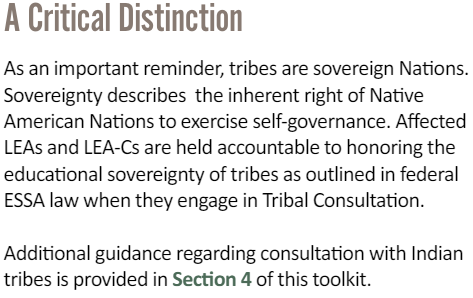 A Critical Distinction
As an important reminder, tribes are sovereign Nations.
Sovereignty describes  the inherent right of Native
American Nations to exercise self-governance. Affected
LEAs and LEA-Cs are held accountable to honoring the
educational sovereignty of tribes as outlined in federal
ESSA law when they engage in Tribal Consultation.

Additional guidance regarding consultation with Indian
tribes is provided in Section 4 of this toolkit.